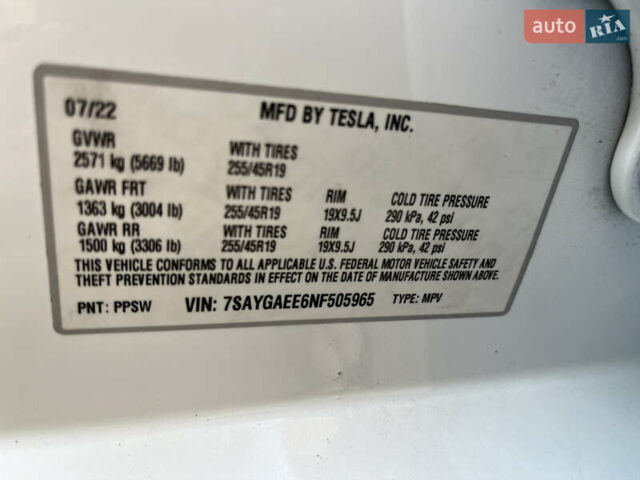 auto RIA.com
07/22 MFD BY TESLA, INC.
GVWR WITH TIRES
2571 kg (5669 lb) 255/45R19
GAWR FRT WITH TIRES RIM COLD TIRE PRESSURE
1363 kg (3004 lb) 255/45R19 19X9.5J 290 kPa, 42 psi
GAWR RR WITH TIRES RIM COLD TIRE PRESSURE
1500 kg (3306 lb) 255/45R19 19X9.5J 290 kPa, 42 psi
THIS VEHICLE CONFORMS TO ALL APPLICABLE U.S. FEDERAL MOTOR VEHICLE SAFETY AND
THEFT PREVENTION STANDARDS IN EFFECT ON THE DATE OF MANUFACTURE SHOWN ABOVE.
PNT: PPSW VIN: 7SAYGAEE6NF505965 TYPE: MPV